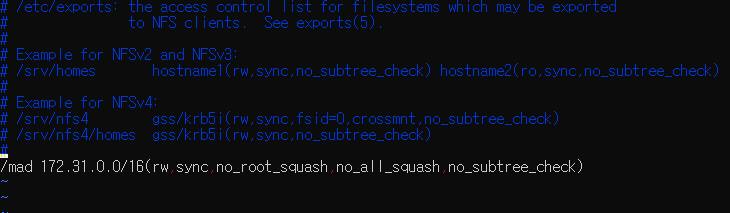 # /etc/exports: the access control list for filesystems which may be exported
#               to NFS clients.  See exports(5).
#
# Example for NFSv2 and NFSv3:
# /srv/homes       hostname1(rw,sync,no_subtree_check) hostname2(ro,sync,no_subtree_check)
#
# Example for NFSv4:
# /srv/nfs4        gss/krb5i(rw,sync,fsid=0,crossmnt,no_subtree_check)
# /srv/nfs4/homes  gss/krb5i(rw,sync,no_subtree_check)
#
/mad 172.31.0.0/16(rw,sync,no_root_squash,no_all_squash,no_subtree_check)
~
~